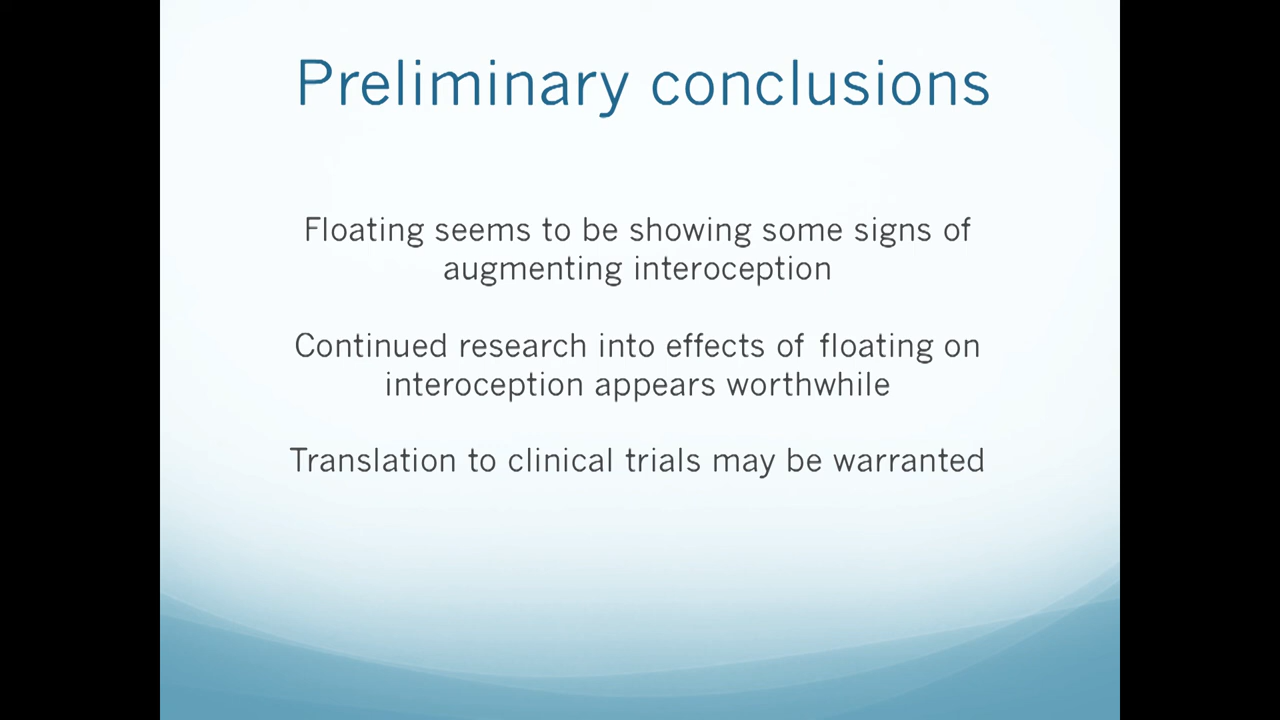 Preliminary conclusions
Floating seems to be showing some signs of
augmenting interoception
Continued research into effects of floating on
interoception appears worthwhile
Translation to clinical trials may be warranted